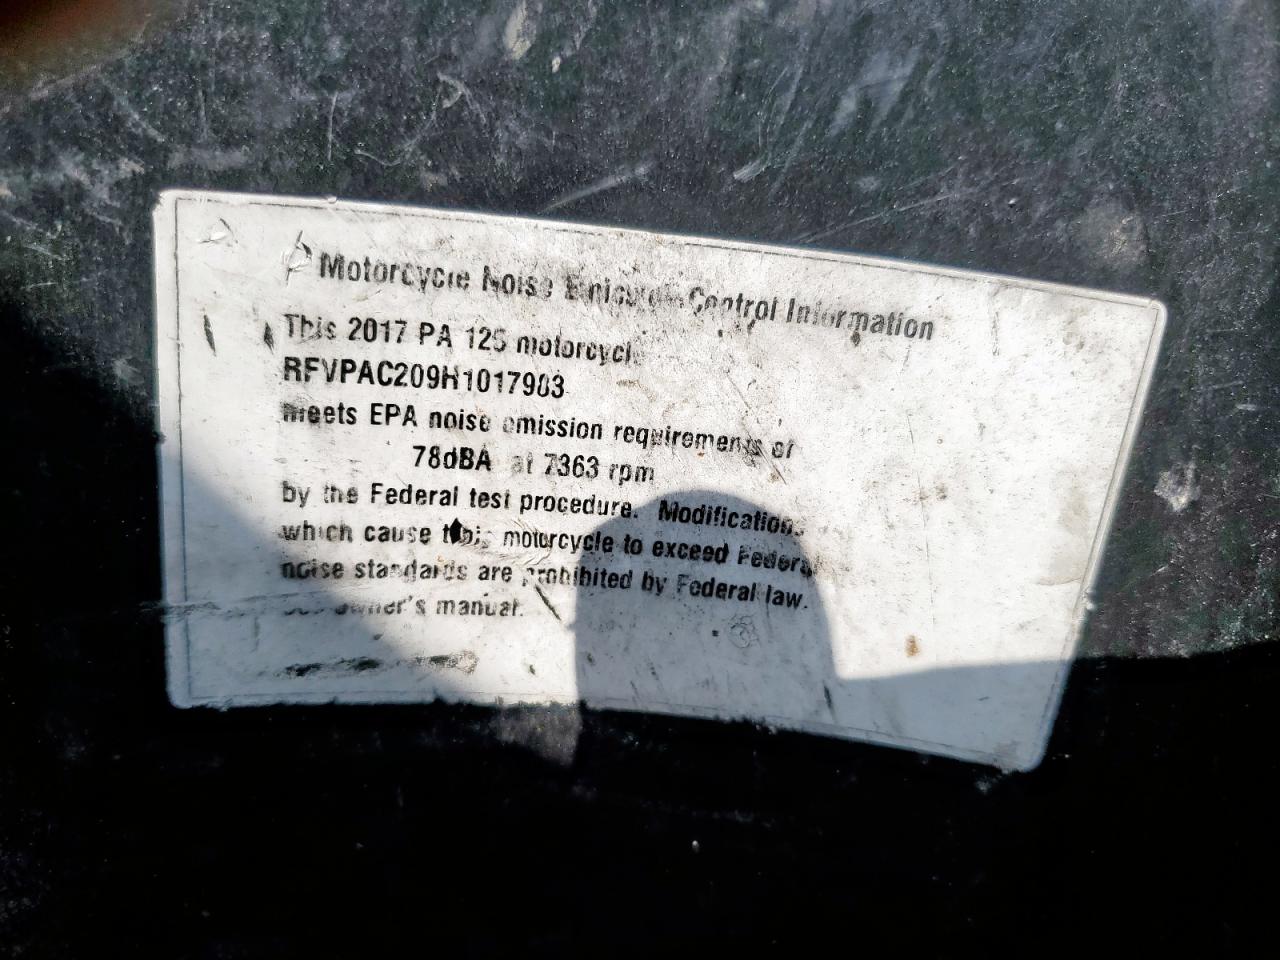 Motorcycle Noise Emission Control Information
This 2017 PA 125 motorcycle
RFVPAC209H1017983
meets EPA noise emission requirements of
78dBA at 7363 rpm
by the Federal test procedure. Modifications
which cause this motorcycle to exceed Federal
noise standards are prohibited by Federal law.
See owner's manual.